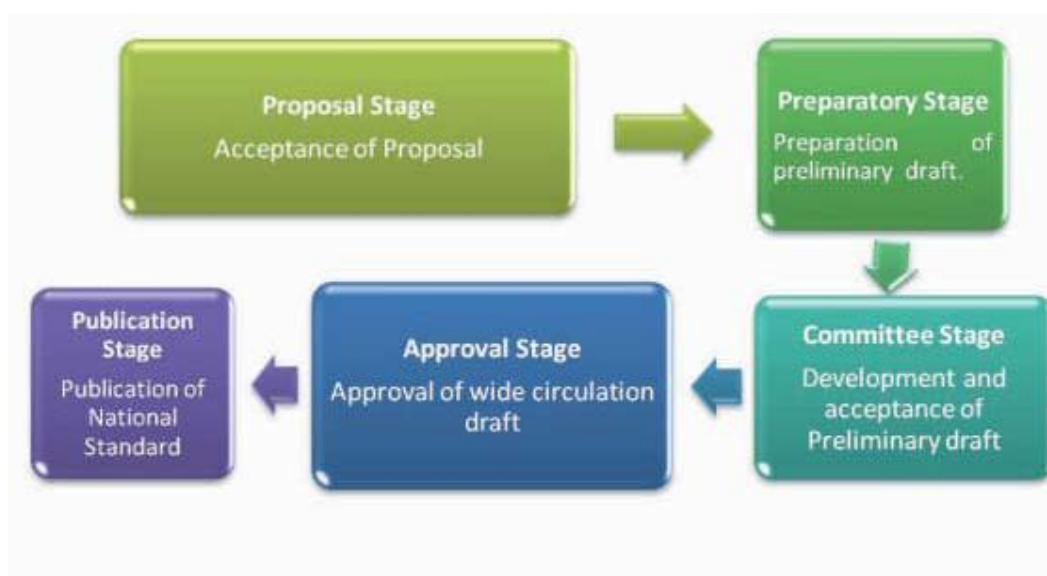 Proposal Stage
Acceptance of Proposal
Preparatory Stage
Preparation of
preliminary draft.
Committee Stage
Development and
acceptance of
Preliminary draft
Approval Stage
Approval of wide circulation
draft
Publication
Stage
Publication of
National
Standard